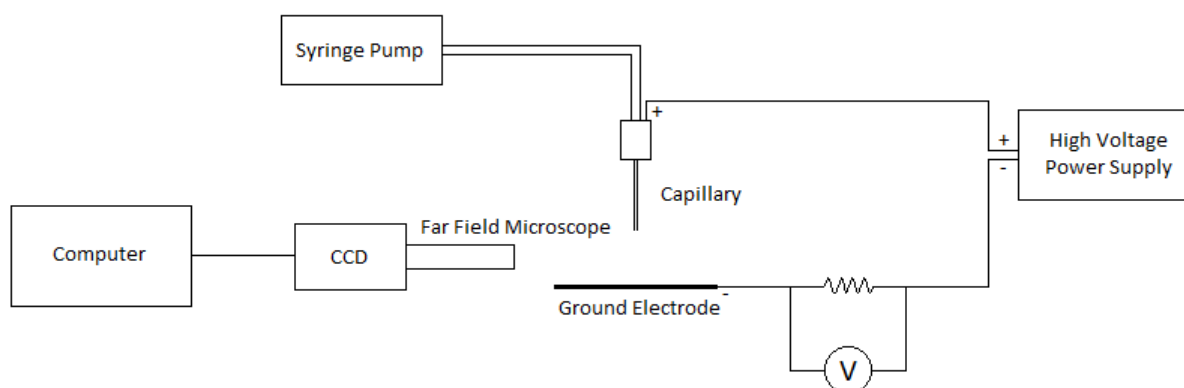 Syringe Pump
+
+
-
High Voltage
Power Supply
Capillary
Computer
CCD
Far Field Microscope
Ground Electrode
-
V